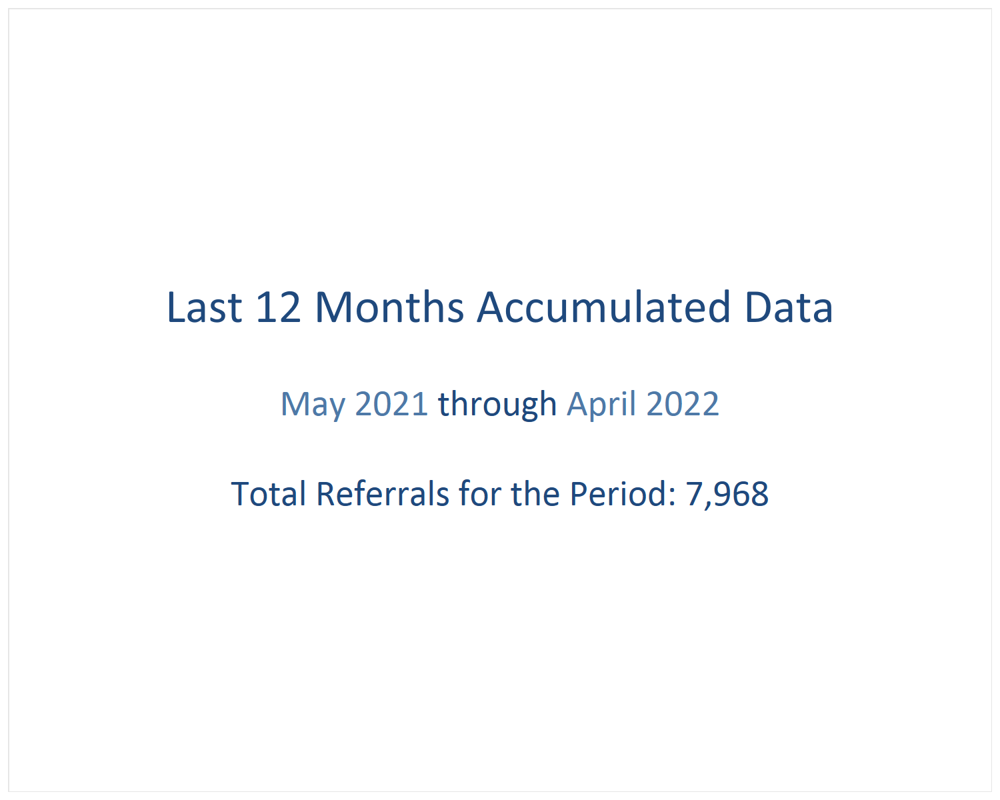 Last 12 Months Accumulated Data
May 2021 through April 2022
Total Referrals for the Period: 7,968